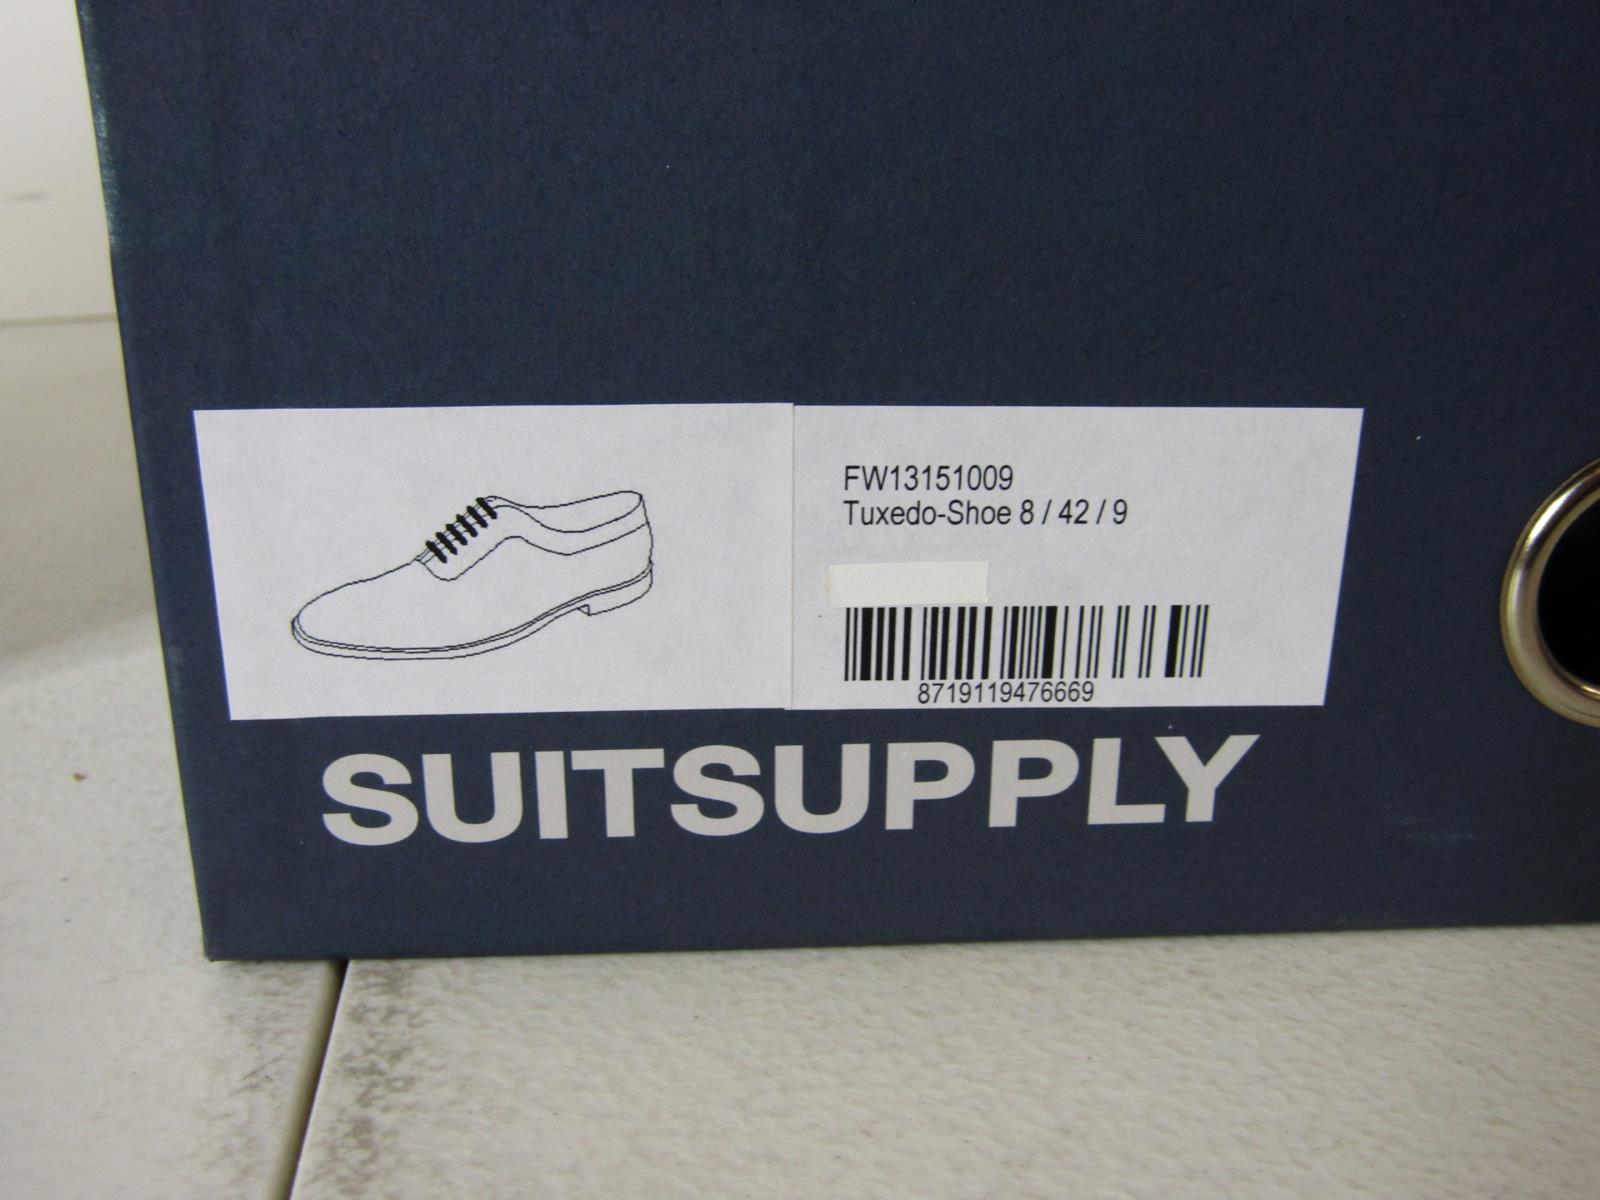 FW13151009
Tuxedo-Shoe 8 / 42 / 9
8719119476669
SUITSUPPLY